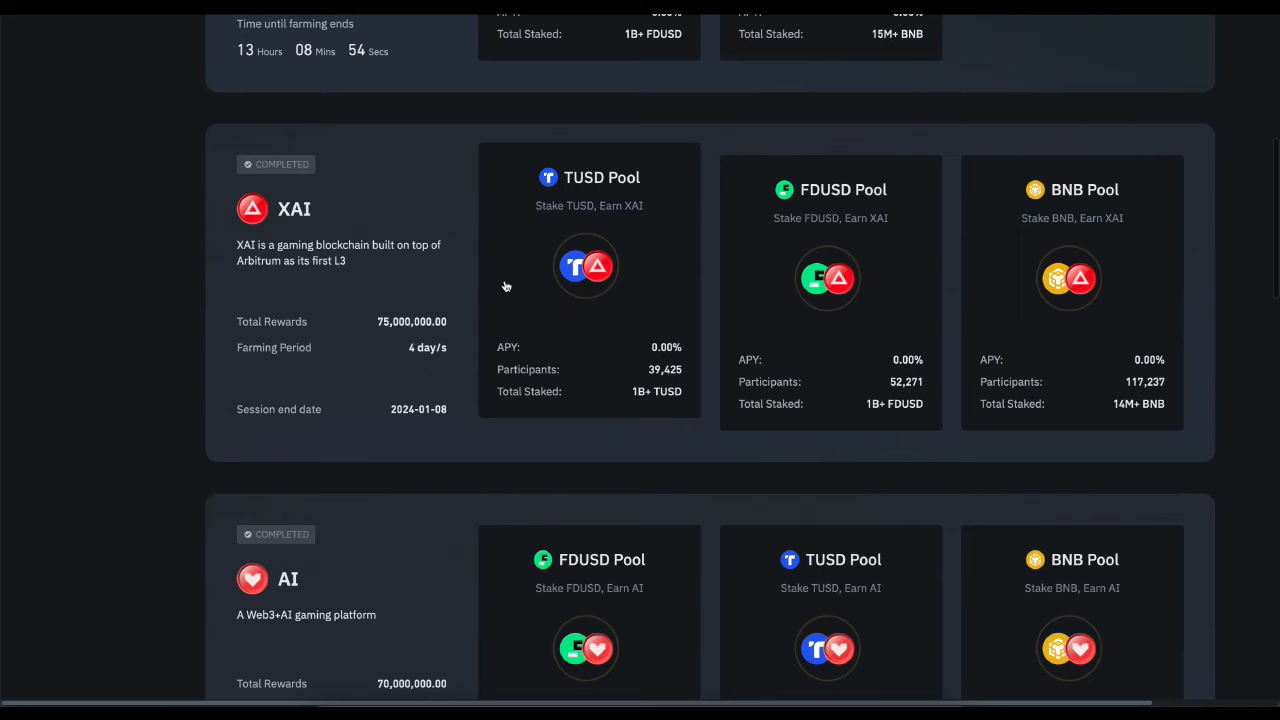 Time until farming ends
13 Hours 08 Mins 54 Secs
Total Staked: 1B+ FDUSD
Total Staked: 15M+ BNB
COMPLETED
XAI
XAI is a gaming blockchain built on top of
Arbitrum as its first L3
Total Rewards 75,000,000.00
Farming Period 4 day/s
Session end date 2024-01-08
TUSD Pool
Stake TUSD, Earn XAI
APY: 0.00%
Participants: 39,425
Total Staked: 1B+ TUSD
FDUSD Pool
Stake FDUSD, Earn XAI
APY: 0.00%
Participants: 52,271
Total Staked: 1B+ FDUSD
BNB Pool
Stake BNB, Earn XAI
APY: 0.00%
Participants: 117,237
Total Staked: 14M+ BNB
COMPLETED
AI
A Web3+AI gaming platform
Total Rewards 70,000,000.00
FDUSD Pool
Stake FDUSD, Earn AI
TUSD Pool
Stake TUSD, Earn AI
BNB Pool
Stake BNB, Earn AI